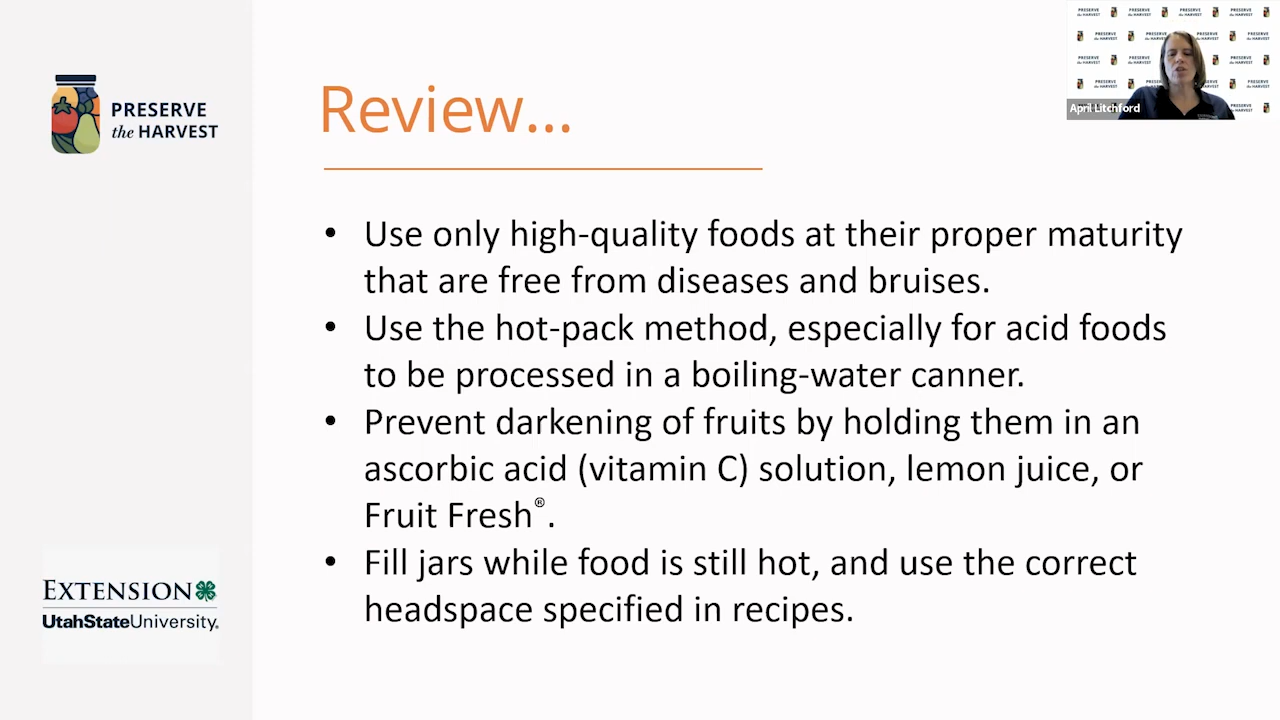 PRESERVE
the HARVEST
Review...
• Use only high-quality foods at their proper maturity
that are free from diseases and bruises.
• Use the hot-pack method, especially for acid foods
to be processed in a boiling-water canner.
• Prevent darkening of fruits by holding them in an
ascorbic acid (vitamin C) solution, lemon juice, or
Fruit Fresh®.
• Fill jars while food is still hot, and use the correct
headspace specified in recipes.
EXTENSION
UtahStateUniversity.
April Litchford